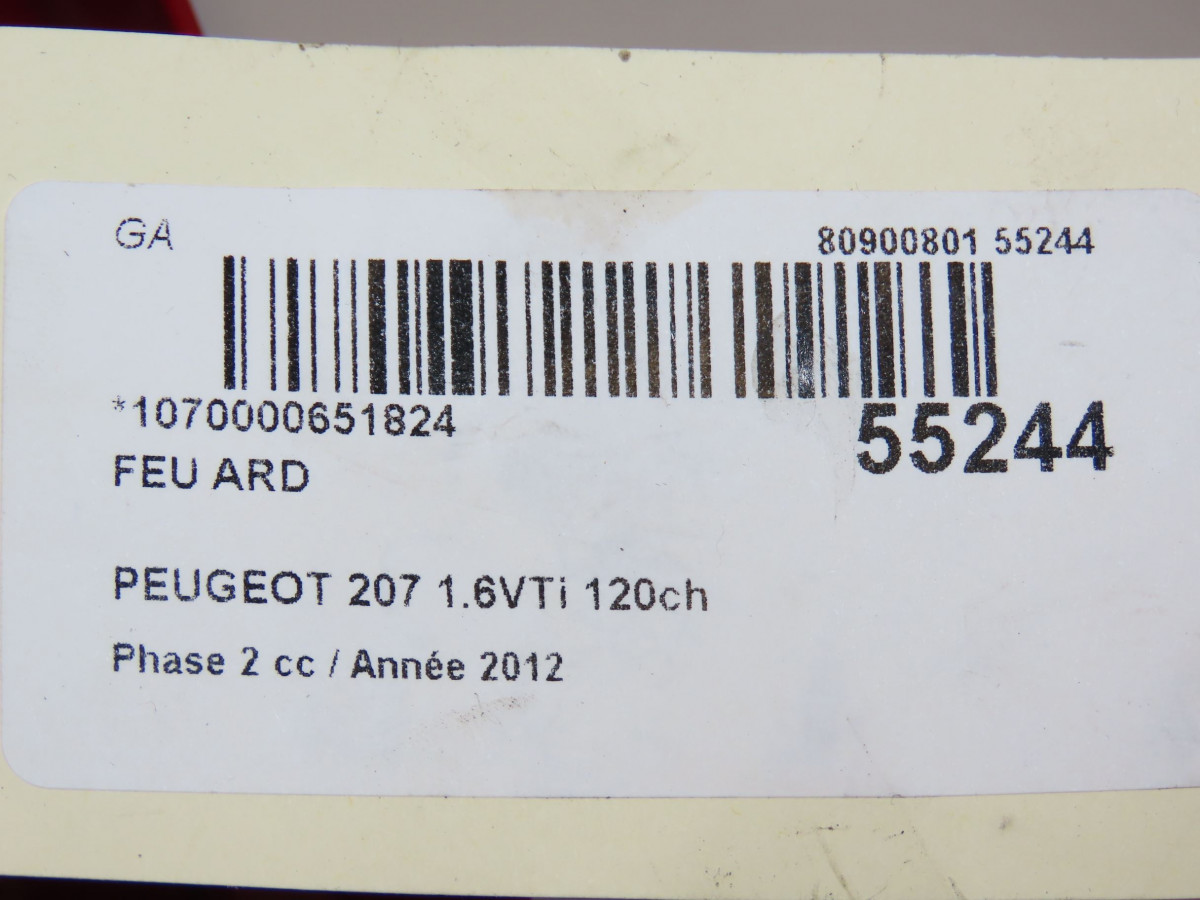 GA
80900801 55244
*1070000651824
55244
FEU ARD
PEUGEOT 207 1.6VTi 120ch
Phase 2 cc / Année 2012